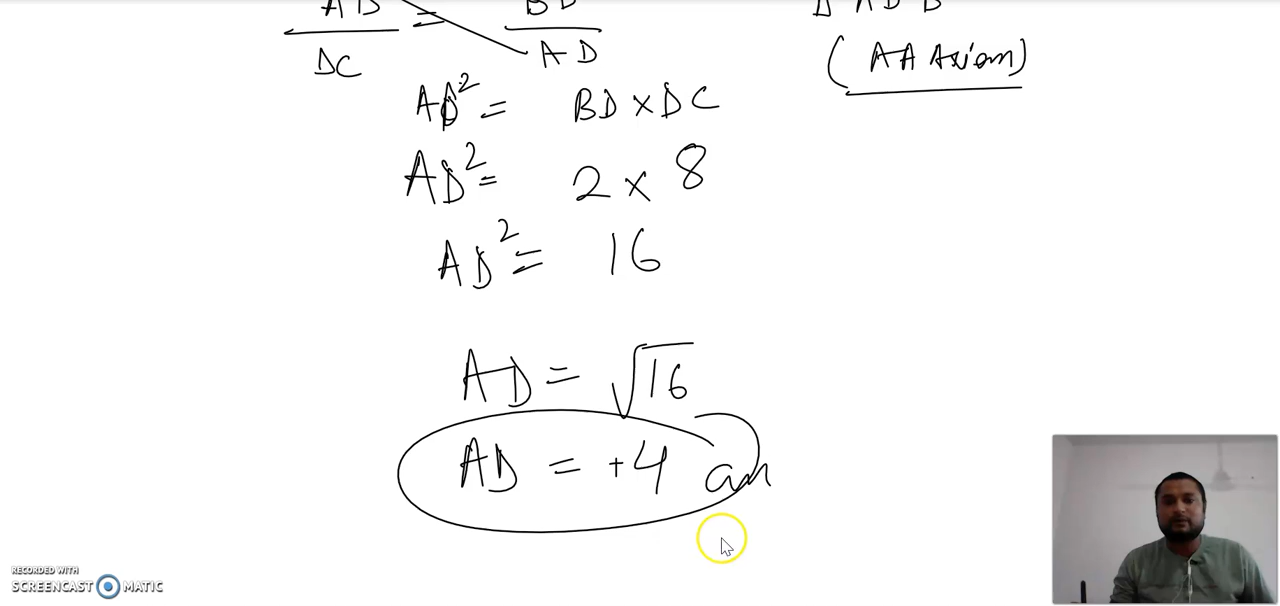 AD = BD Δ ADB
DC AD (AA Axiom)
AD² = BD × DC
AD² = 2 × 8
AD² = 16
AD = √16
AD = +4 cm
RECORDED WITH
SCREENCAST MATIC